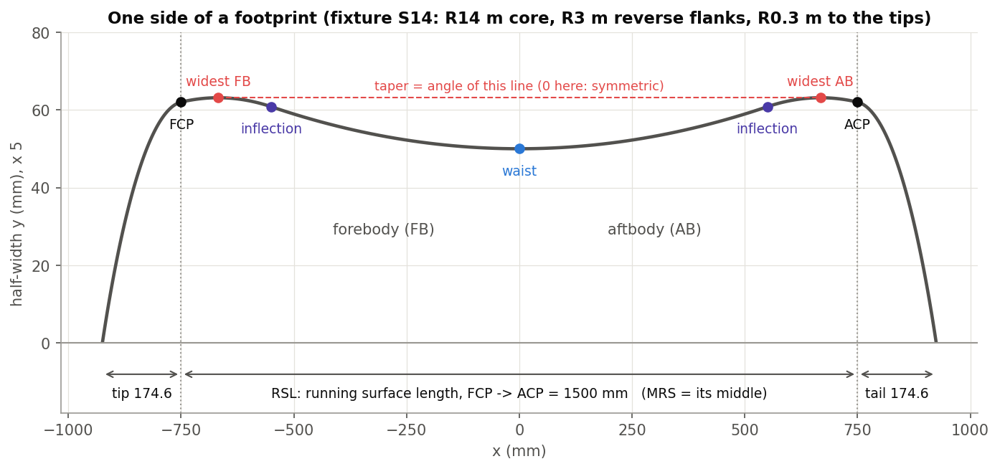 One side of a footprint (fixture S14: R14 m core, R3 m reverse flanks, R0.3 m to the tips)
80
60
40
20
0
half-width y (mm), x 5
widest FB
taper = angle of this line (0 here: symmetric)
widest AB
FCP
inflection
inflection
ACP
waist
forebody (FB)
aftbody (AB)
tip 174.6
RSL: running surface length, FCP -> ACP = 1500 mm (MRS = its middle)
tail 174.6
−1000
−750
−500
−250
0
250
500
750
1000
x (mm)